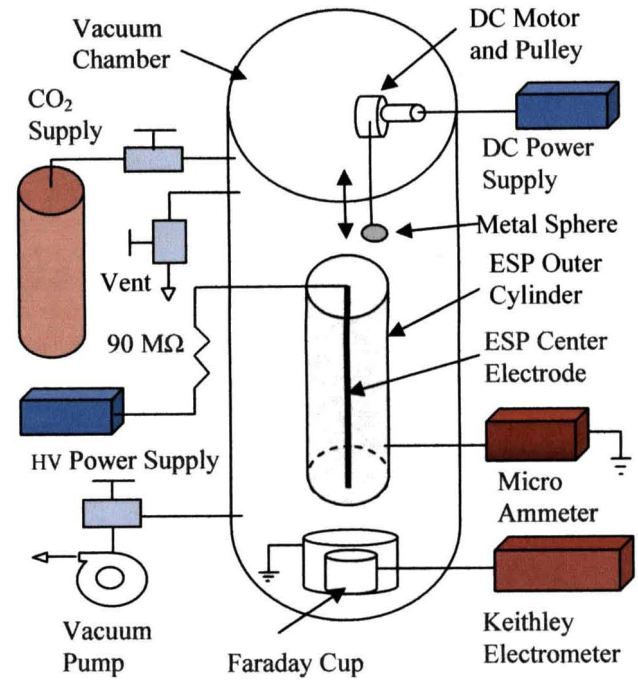 Vacuum
Chamber
DC Motor
and Pulley
CO₂
Supply
DC Power
Supply
Metal Sphere
Vent
ESP Outer
Cylinder
90 MΩ
ESP Center
Electrode
HV Power Supply
Micro
Ammeter
Vacuum
Pump
Faraday Cup
Keithley
Electrometer